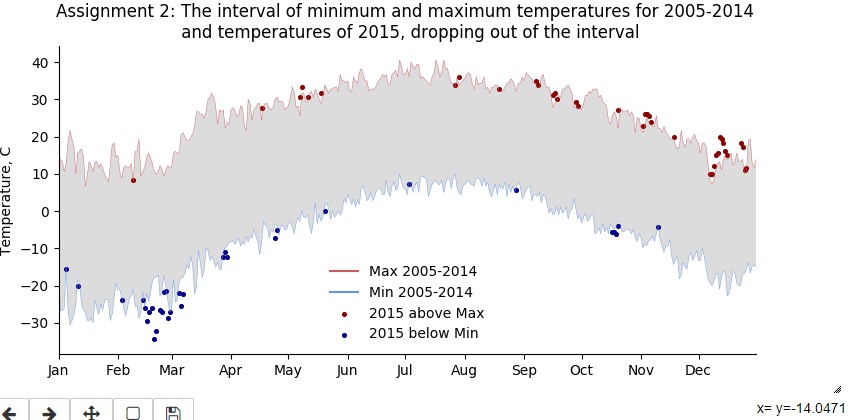 Assignment 2: The interval of minimum and maximum temperatures for 2005-2014
and temperatures of 2015, dropping out of the interval
Temperature, C
40
30
20
10
0
−10
−20
−30
Max 2005-2014
Min 2005-2014
2015 above Max
2015 below Min
Jan Feb Mar Apr May Jun Jul Aug Sep Oct Nov Dec
x= y=-14.0471